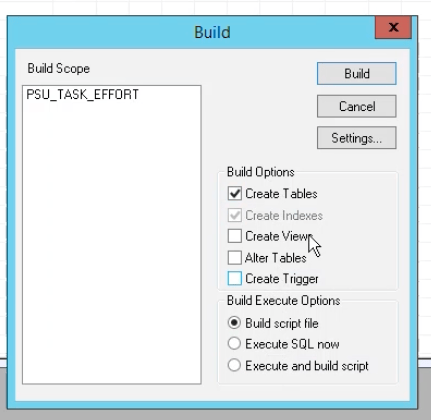 Build
x
Build Scope
PSU_TASK_EFFORT
Build
Cancel
Settings...
Build Options
Create Tables
Create Indexes
Create Views
Alter Tables
Create Trigger
Build Execute Options
Build script file
Execute SQL now
Execute and build script